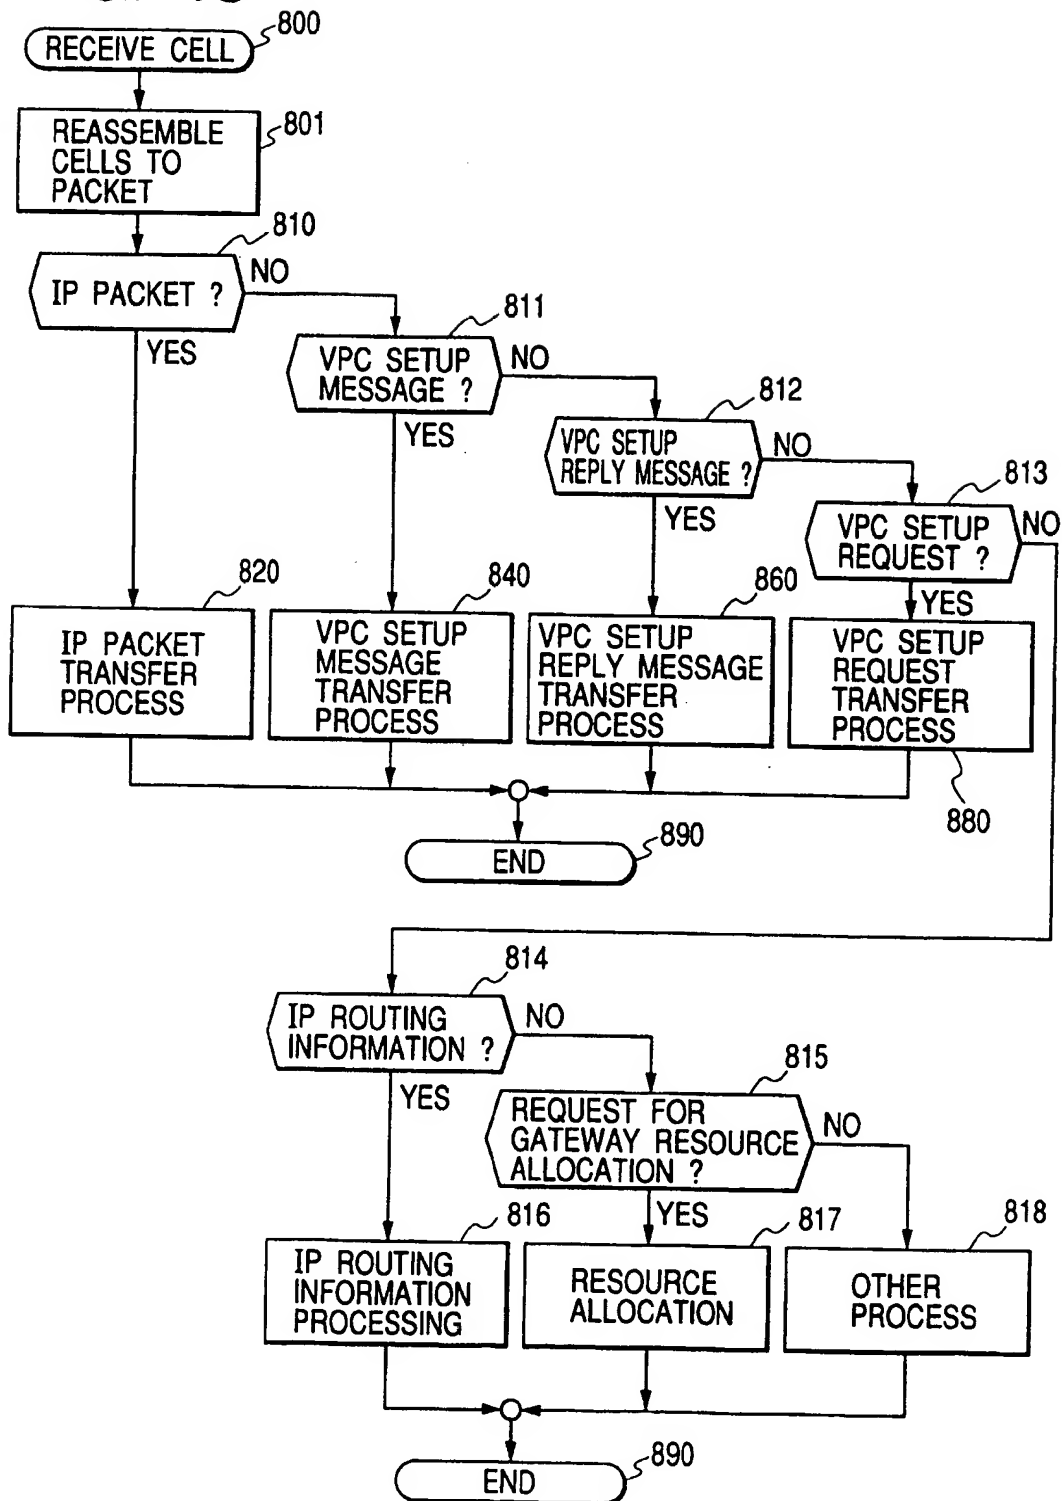 RECEIVE CELL
800
REASSEMBLE
CELLS TO
PACKET
801
810
IP PACKET ?
NO
YES
811
VPC SETUP
MESSAGE ?
NO
YES
812
VPC SETUP
REPLY MESSAGE ?
NO
YES
813
VPC SETUP
REQUEST ?
NO
YES
820
IP PACKET
TRANSFER
PROCESS
840
VPC SETUP
MESSAGE
TRANSFER
PROCESS
860
VPC SETUP
REPLY MESSAGE
TRANSFER
PROCESS
VPC SETUP
REQUEST
TRANSFER
PROCESS
880
END
890
814
IP ROUTING
INFORMATION ?
NO
YES
815
REQUEST FOR
GATEWAY RESOURCE
ALLOCATION ?
NO
YES
816
IP ROUTING
INFORMATION
PROCESSING
817
RESOURCE
ALLOCATION
818
OTHER
PROCESS
END
890